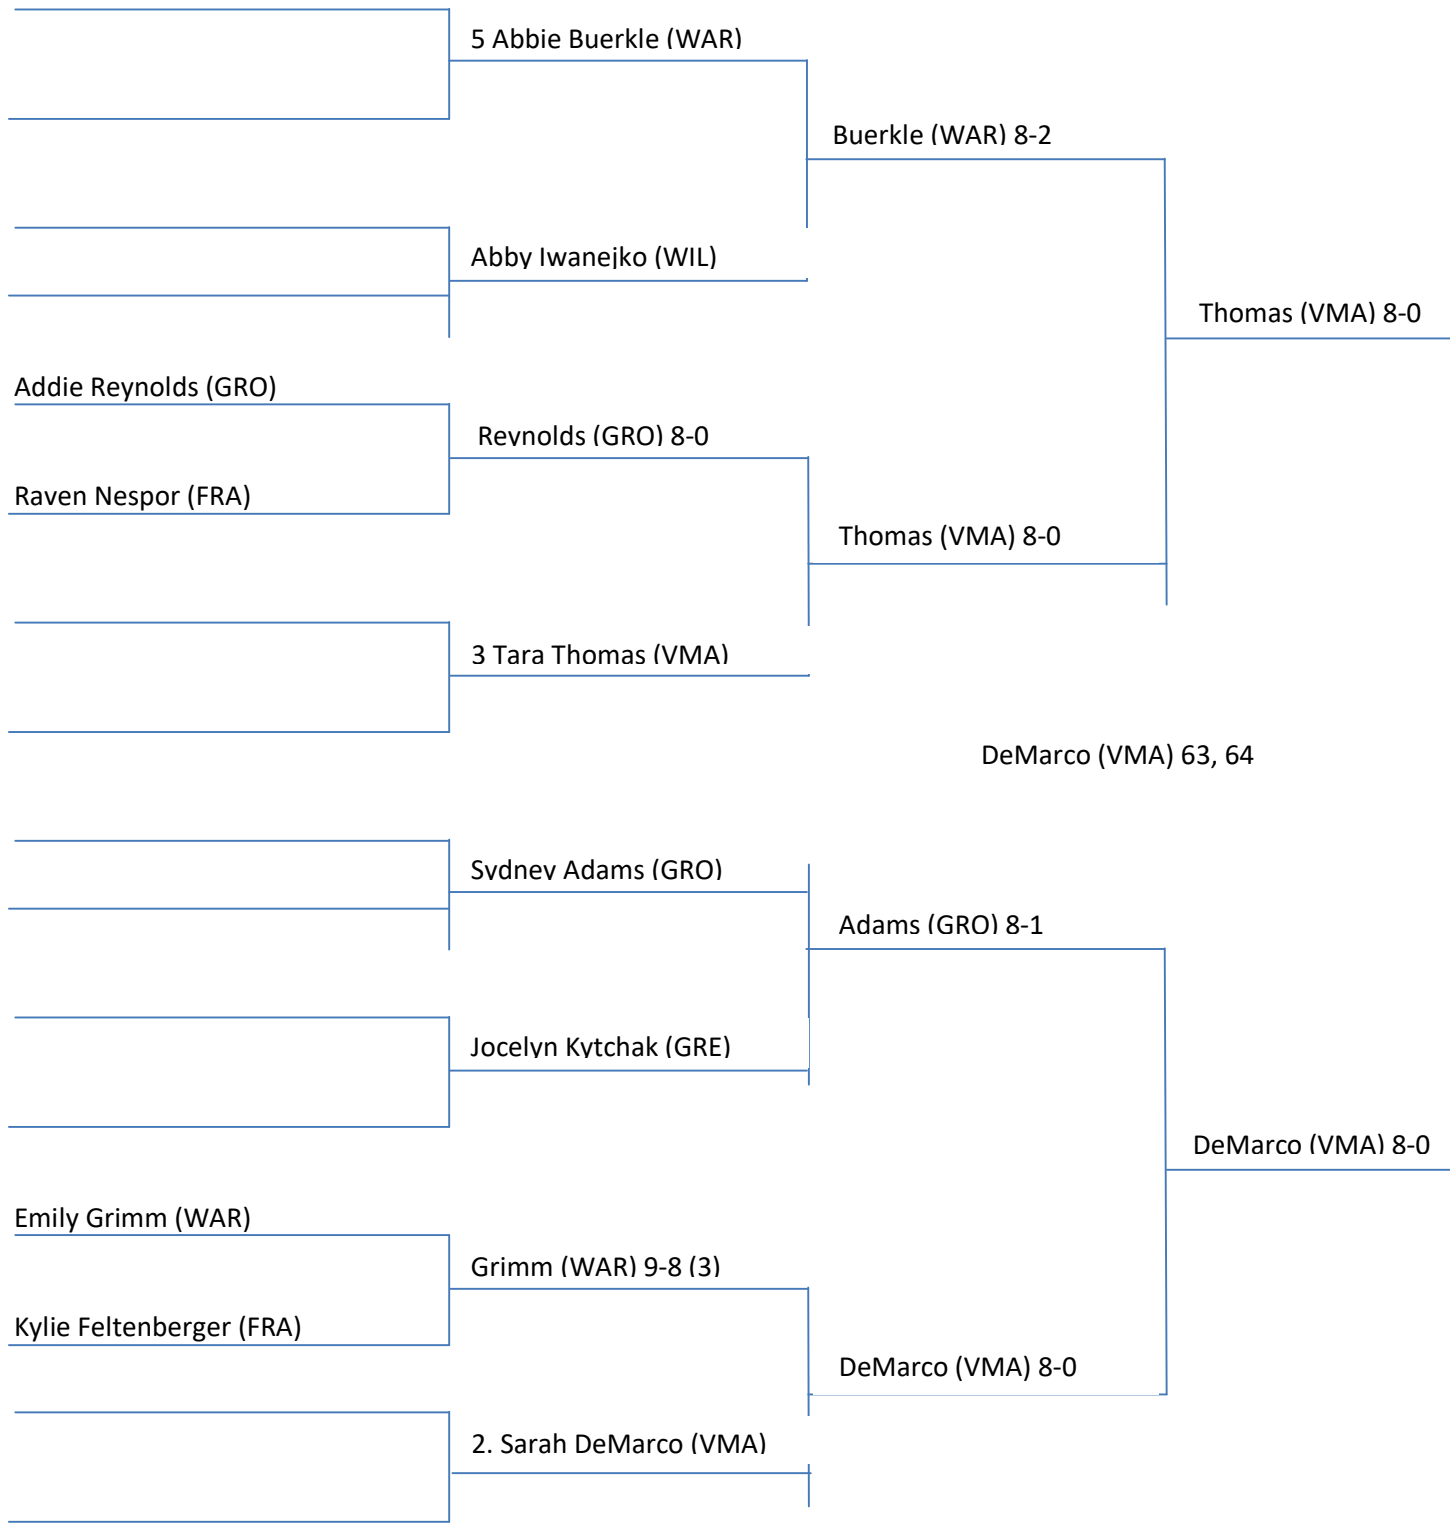 5 Abbie Buerkle (WAR)
Buerkle (WAR) 8-2
Abby Iwanejko (WIL)
Thomas (VMA) 8-0
Addie Reynolds (GRO)
Reynolds (GRO) 8-0
Raven Nespor (FRA)
Thomas (VMA) 8-0
3 Tara Thomas (VMA)
DeMarco (VMA) 63, 64
Sydney Adams (GRO)
Adams (GRO) 8-1
Jocelyn Kytchak (GRE)
DeMarco (VMA) 8-0
Emily Grimm (WAR)
Grimm (WAR) 9-8 (3)
Kylie Feltenberger (FRA)
DeMarco (VMA) 8-0
2. Sarah DeMarco (VMA)